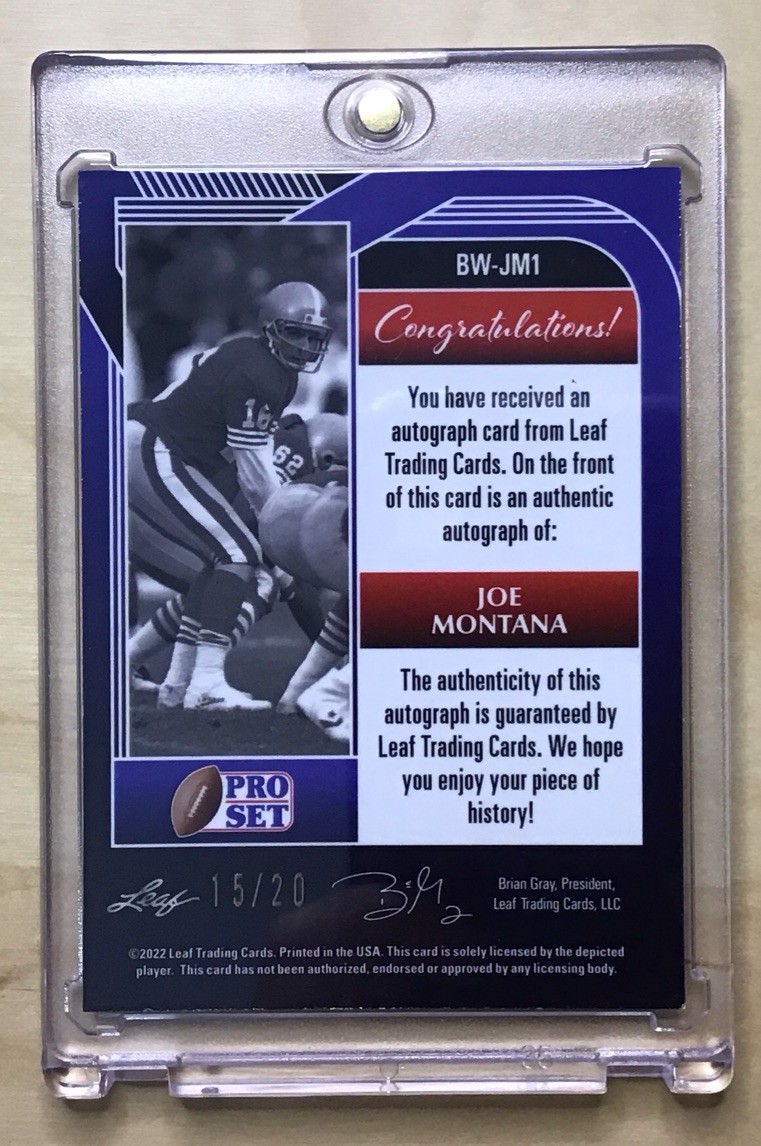 BW-JM1
Congratulations!
You have received an
autograph card from Leaf
Trading Cards. On the front
of this card is an authentic
autograph of:
JOE
MONTANA
The authenticity of this
autograph is guaranteed by
Leaf Trading Cards. We hope
you enjoy your piece of
history!
16
62
PRO
SET
Leaf 15/20
Brian Gray, President,
Leaf Trading Cards, LLC
©2022 Leaf Trading Cards. Printed in the USA. This card is solely licensed by the depicted
player. This card has not been authorized, endorsed or approved by any licensing body.